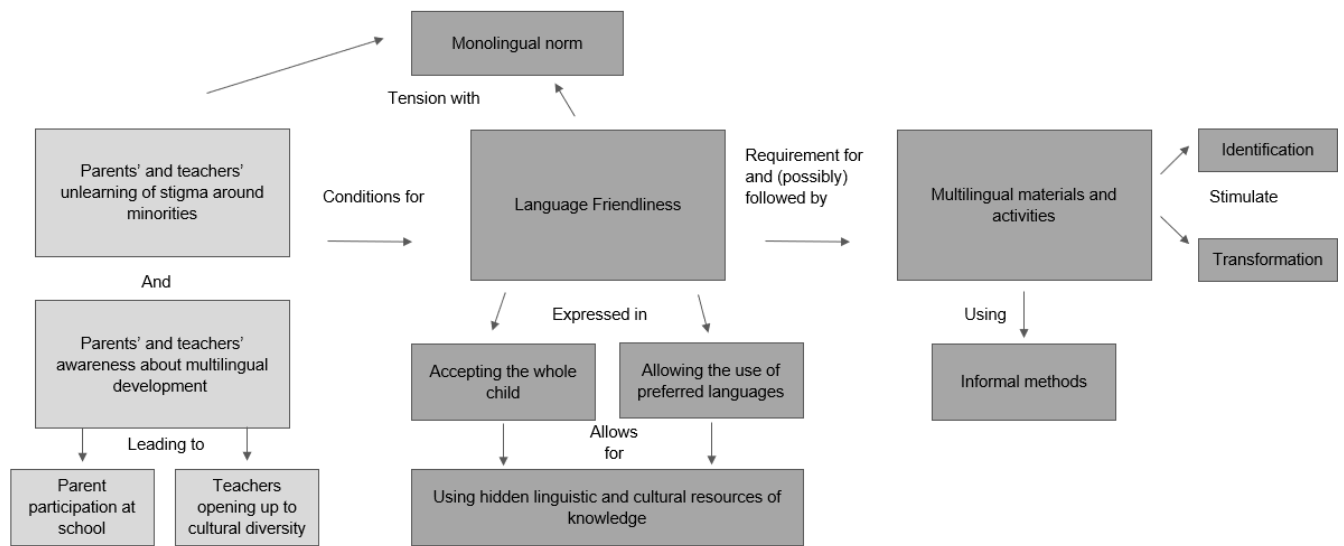 Monolingual norm
Tension with
Parents’ and teachers’
unlearning of stigma around
minorities
And
Parents’ and teachers’
awareness about multilingual
development
Leading to
Parent
participation at
school
Teachers
opening up to
cultural diversity
Conditions for
Language Friendliness
Expressed in
Accepting the whole
child
Allowing the use of
preferred languages
Allows
for
Using hidden linguistic and cultural resources of
knowledge
Requirement for
and (possibly)
followed by
Multilingual materials and
activities
Using
Informal methods
Identification
Stimulate
Transformation